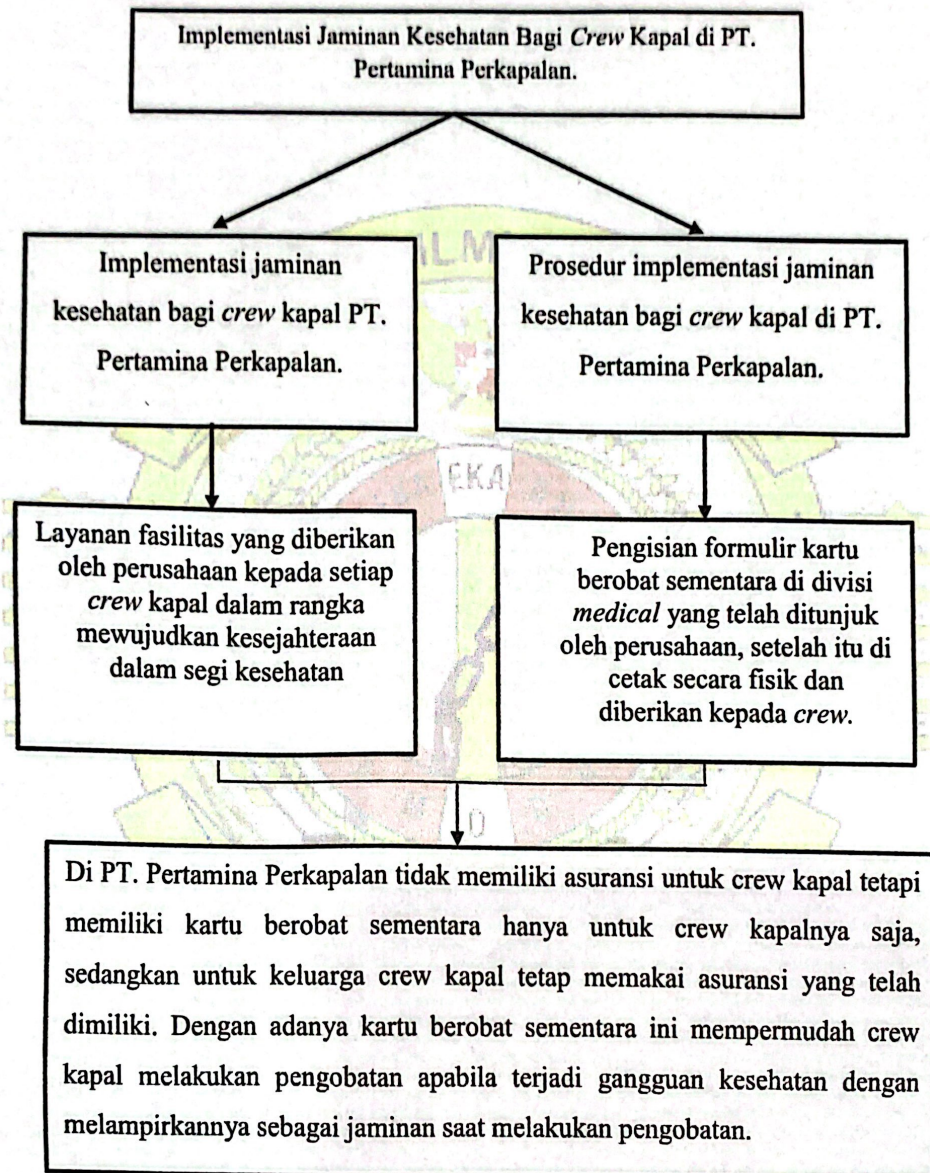 Implementasi Jaminan Kesehatan Bagi Crew Kapal di PT.
Pertamina Perkapalan.
Implementasi jaminan
kesehatan bagi crew kapal PT.
Pertamina Perkapalan.
Prosedur implementasi jaminan
kesehatan bagi crew kapal di PT.
Pertamina Perkapalan.
Layanan fasilitas yang diberikan
oleh perusahaan kepada setiap
crew kapal dalam rangka
mewujudkan kesejahteraan
dalam segi kesehatan
Pengisian formulir kartu
berobat sementara di divisi
medical yang telah ditunjuk
oleh perusahaan, setelah itu di
cetak secara fisik dan
diberikan kepada crew.
EKA
Di PT. Pertamina Perkapalan tidak memiliki asuransi untuk crew kapal tetapi
memiliki kartu berobat sementara hanya untuk crew kapalnya saja,
sedangkan untuk keluarga crew kapal tetap memakai asuransi yang telah
dimiliki. Dengan adanya kartu berobat sementara ini mempermudah crew
kapal melakukan pengobatan apabila terjadi gangguan kesehatan dengan
melampirkannya sebagai jaminan saat melakukan pengobatan.